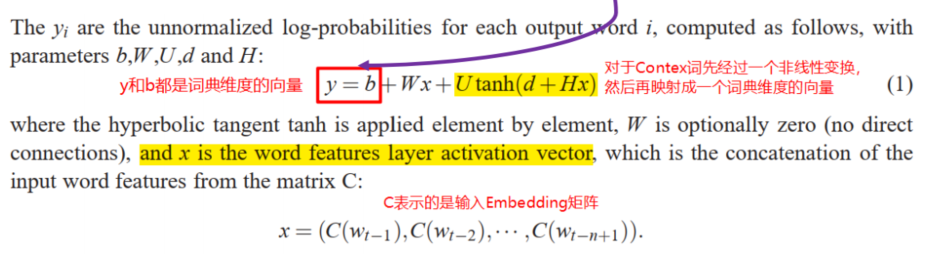 The yᵢ are the unnormalized log-probabilities for each output word i, computed as follows, with
parameters b,W,U,d and H:
y和b都是词典维度的向量
y = b + Wx + U tanh(d + Hx)
对于Contex词先经过一个非线性变换,
然后再映射成一个词典维度的向量
(1)
where the hyperbolic tangent tanh is applied element by element, W is optionally zero (no direct
connections), and x is the word features layer activation vector, which is the concatenation of the
input word features from the matrix C:
C表示的是输入Embedding矩阵
x = (C(wₜ₋₁),C(wₜ₋₂),··· ,C(wₜ₋ₙ₊₁)).